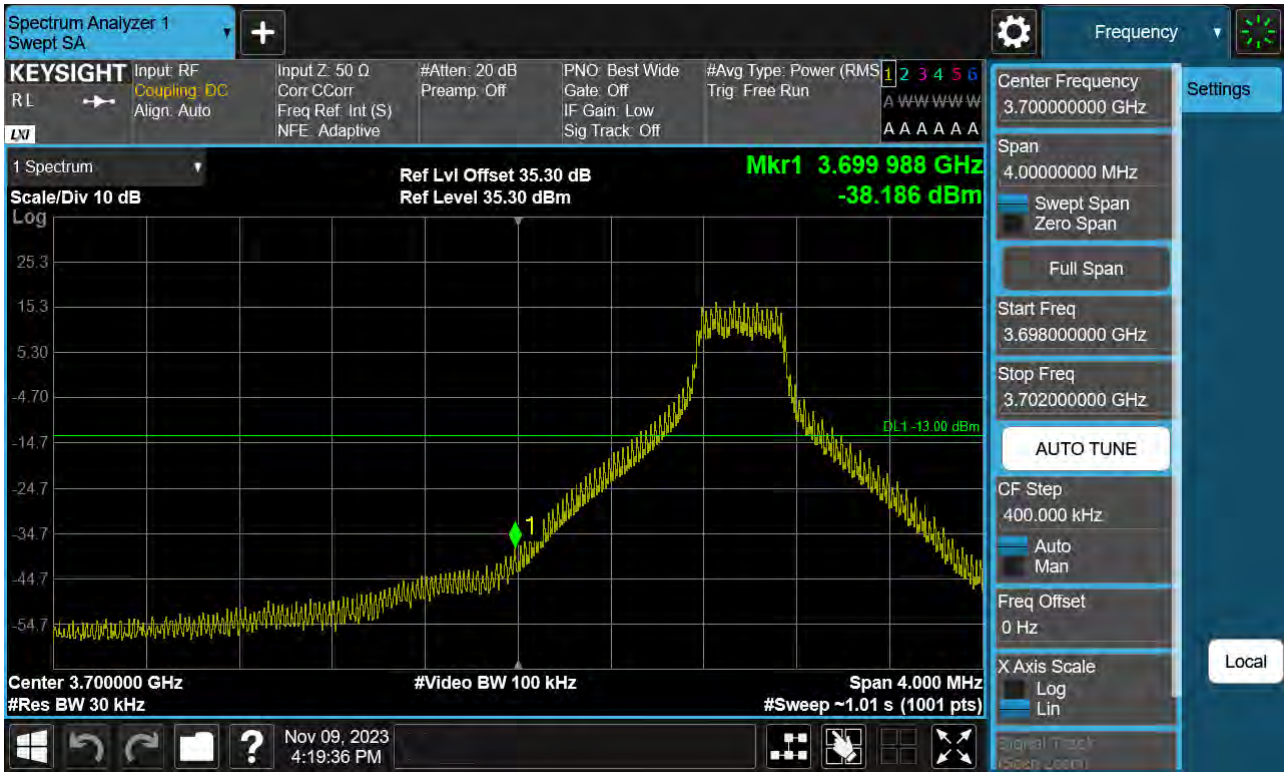 Spectrum Analyzer 1
Swept SA
+
Frequency
KEYSIGHT
RL
LXI
Input: RF
Coupling: DC
Align: Auto
Input Z: 50 Ω
Corr CCorr
Freq Ref: Int (S)
NFE: Adaptive
#Atten: 20 dB
Preamp: Off
PNO: Best Wide
Gate: Off
IF Gain: Low
Sig Track: Off
#Avg Type: Power (RMS
Trig: Free Run
1 2 3 4 5 6
A W W W W W
A A A A A A
1 Spectrum
Scale/Div 10 dB
Log
Ref Lvl Offset 35.30 dB
Ref Level 35.30 dBm
Mkr1 3.699 988 GHz
-38.186 dBm
25.3
15.3
5.30
-4.70
-14.7
-24.7
-34.7
-44.7
-54.7
DL1 -13.00 dBm
1
Center 3.700000 GHz
#Res BW 30 kHz
#Video BW 100 kHz
Span 4.000 MHz
#Sweep ~1.01 s (1001 pts)
Center Frequency
3.700000000 GHz
Span
4.00000000 MHz
Swept Span
Zero Span
Full Span
Start Freq
3.698000000 GHz
Stop Freq
3.702000000 GHz
AUTO TUNE
CF Step
400.000 kHz
Auto
Man
Freq Offset
0 Hz
X Axis Scale
Log
Lin
Signal Track
(Span Zoom)
Settings
Local
?
Nov 09, 2023
4:19:36 PM